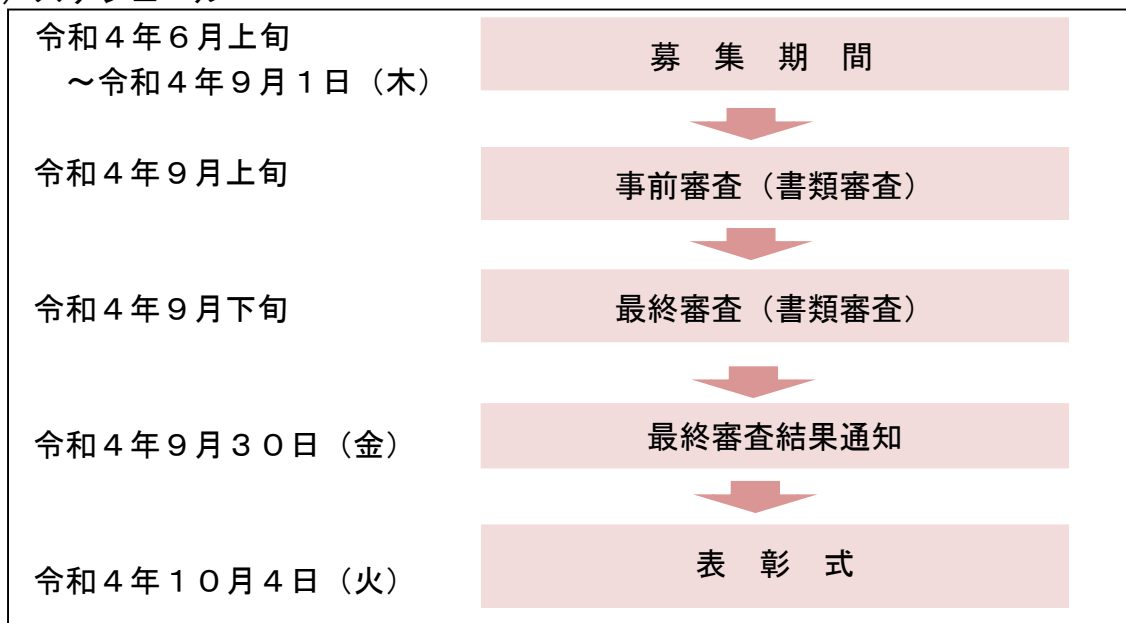 令和４年６月上旬
～令和４年９月１日（木）
募　集　期　間
令和４年９月上旬
事前審査（書類審査）
令和４年９月下旬
最終審査（書類審査）
令和４年９月３０日（金）
最終審査結果通知
令和４年１０月４日（火）
表　彰　式